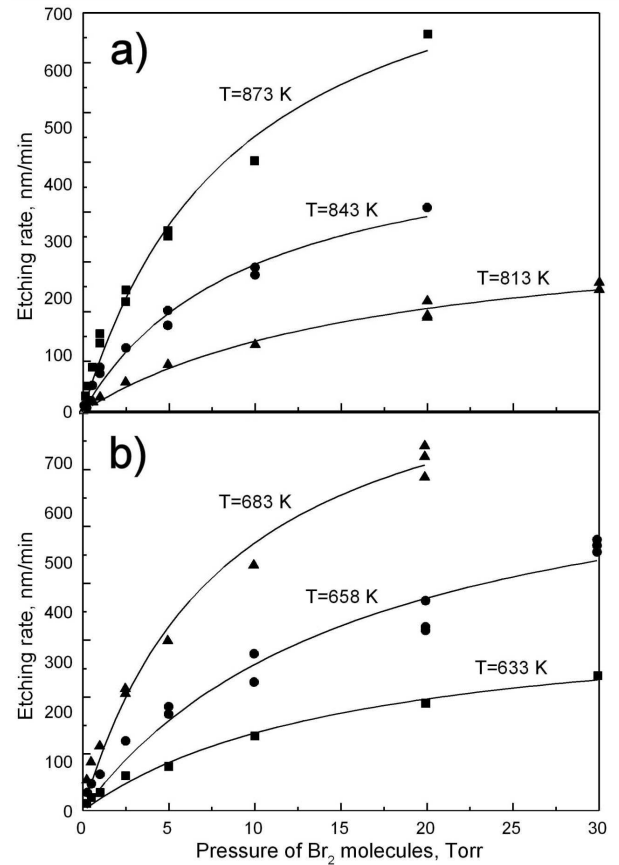 700
600
500
400
300
200
100
0
a)
T=873 K
T=843 K
T=813 K
Etching rate, nm/min
600
500
400
300
200
100
0
b)
T=683 K
T=658 K
T=633 K
Etching rate, nm/min
0 5 10 15 20 25 30
Pressure of Br₂ molecules, Torr